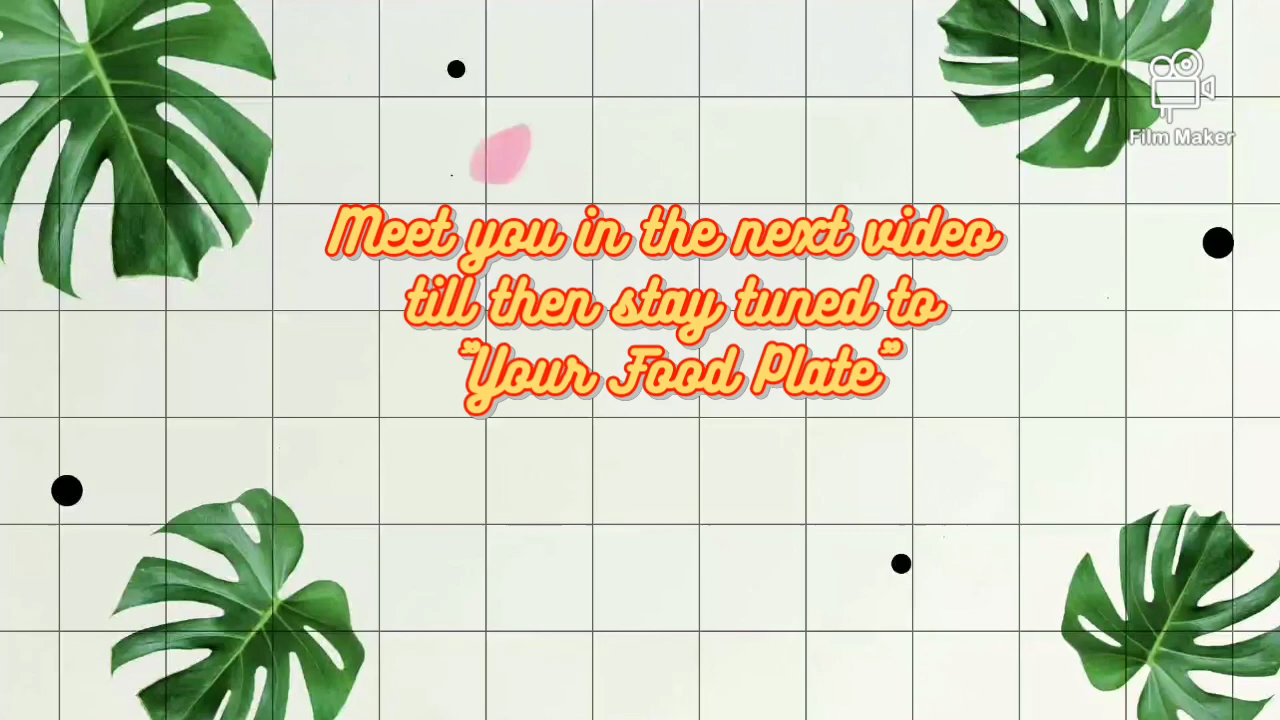 Film Maker
Meet you in the next video
till then stay tuned to
"Your Food Plate"